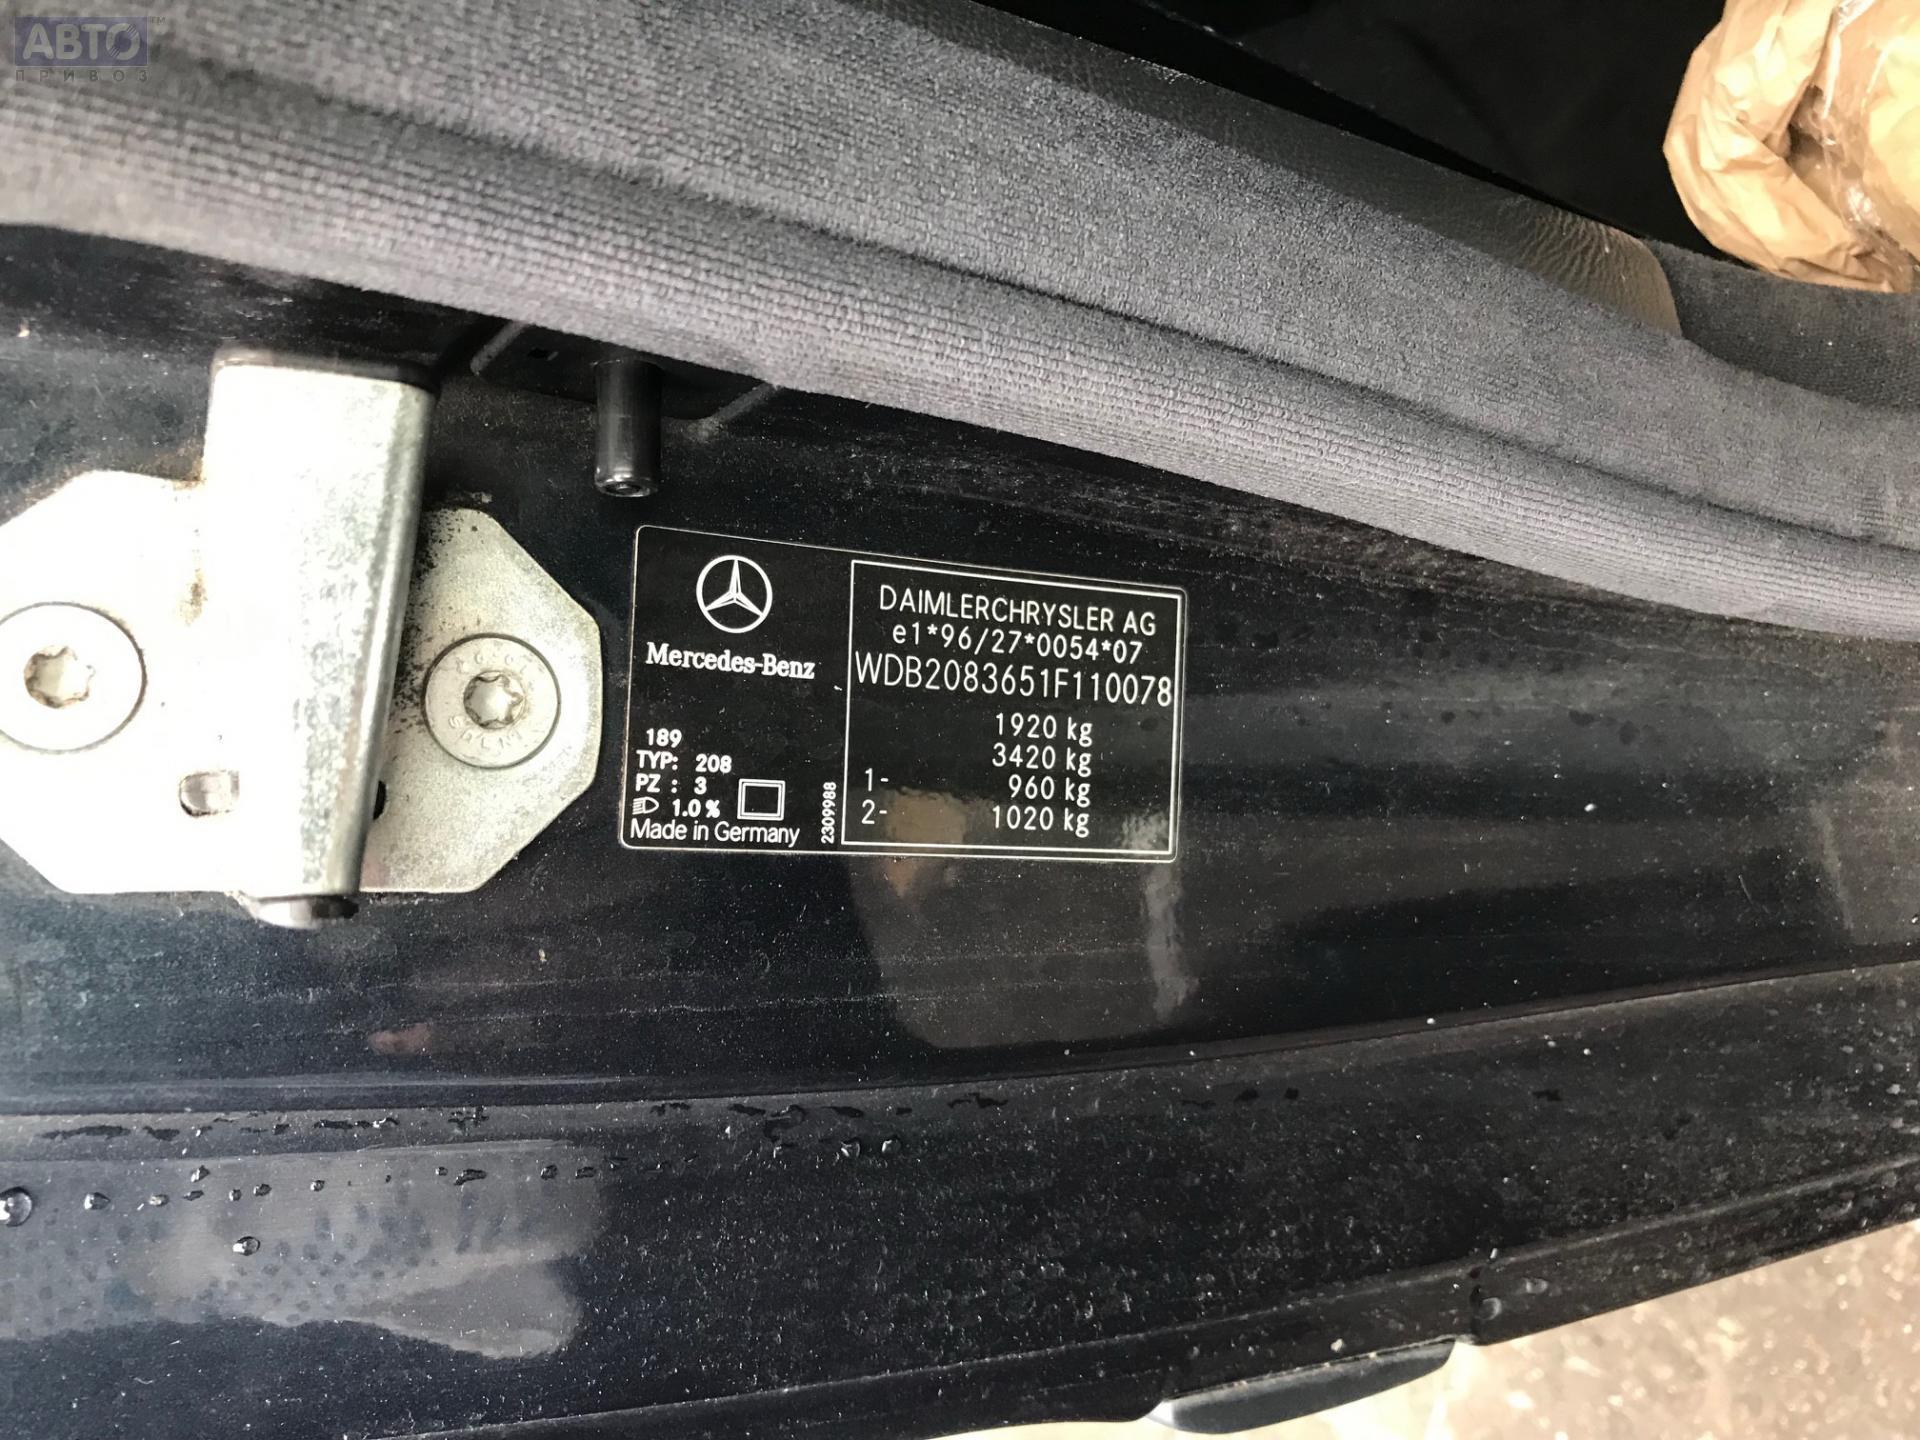 АВТО™
ПРИВОЗ
Mercedes-Benz
189
TYP: 208
PZ : 3
1.0 %
Made in Germany
2309988
DAIMLERCHRYSLER AG
e1*96/27*0054*07
WDB2083651F110078
1920 kg
3420 kg
1- 960 kg
2- 1020 kg